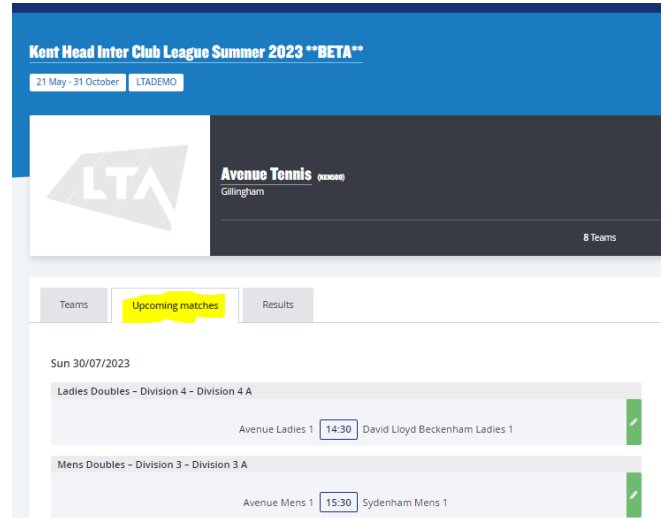 Kent Head Inter Club League Summer 2023 **BETA**
21 May - 31 October LTADEMO
LTA
Avenue Tennis (KEN500)
Gillingham
8 Teams
Teams Upcoming matches Results
Sun 30/07/2023
Ladies Doubles – Division 4 – Division 4 A
Avenue Ladies 1 14:30 David Lloyd Beckenham Ladies 1
Mens Doubles – Division 3 – Division 3 A
Avenue Mens 1 15:30 Sydenham Mens 1